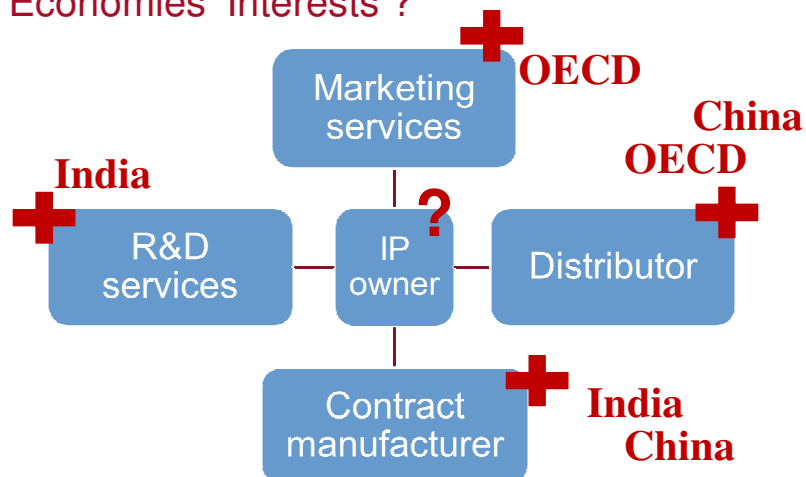 Economies' interests ?
Marketing
services
OECD
China
OECD
India
R&D
services
?
IP
owner
Distributor
Contract
manufacturer
India
China